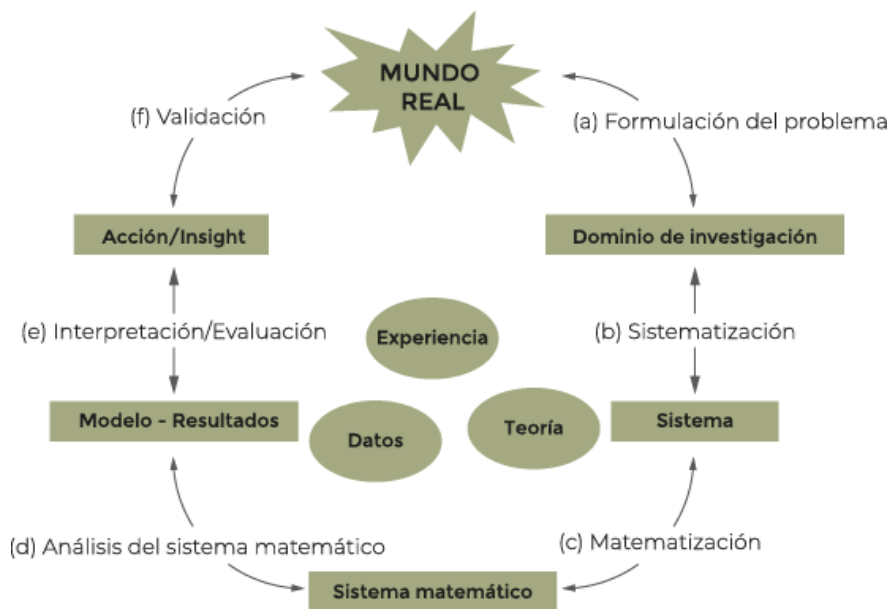 MUNDO
REAL
(f) Validación
(a) Formulación del problema
Acción/Insight
Dominio de investigación
(e) Interpretación/Evaluación
Experiencia
(b) Sistematización
Modelo - Resultados
Datos
Teoría
Sistema
(d) Análisis del sistema matemático
(c) Matematización
Sistema matemático